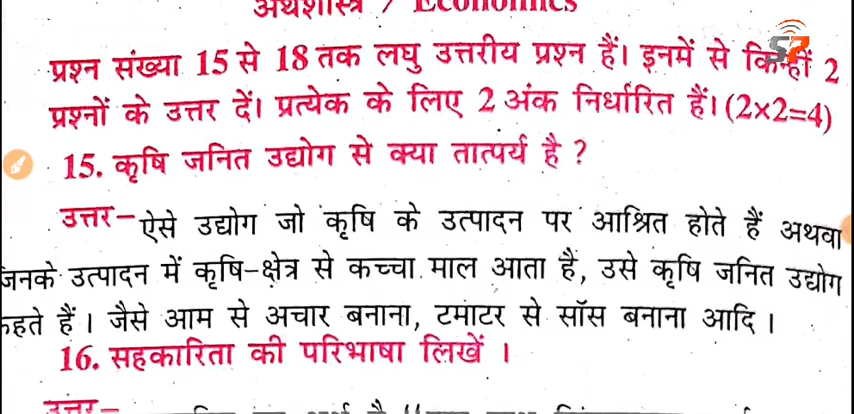 अर्थशास्त्र / Economics
प्रश्न संख्या 15 से 18 तक लघु उत्तरीय प्रश्न हैं। इनमें से किन्हीं 2
प्रश्नों के उत्तर दें। प्रत्येक के लिए 2 अंक निर्धारित हैं। (2×2=4)
15. कृषि जनित उद्योग से क्या तात्पर्य है ?
उत्तर– ऐसे उद्योग जो कृषि के उत्पादन पर आश्रित होते हैं अथवा
जिनके उत्पादन में कृषि-क्षेत्र से कच्चा माल आता है, उसे कृषि जनित उद्योग
कहते हैं। जैसे आम से अचार बनाना, टमाटर से सॉस बनाना आदि।
16. सहकारिता की परिभाषा लिखें ।
उत्तर–